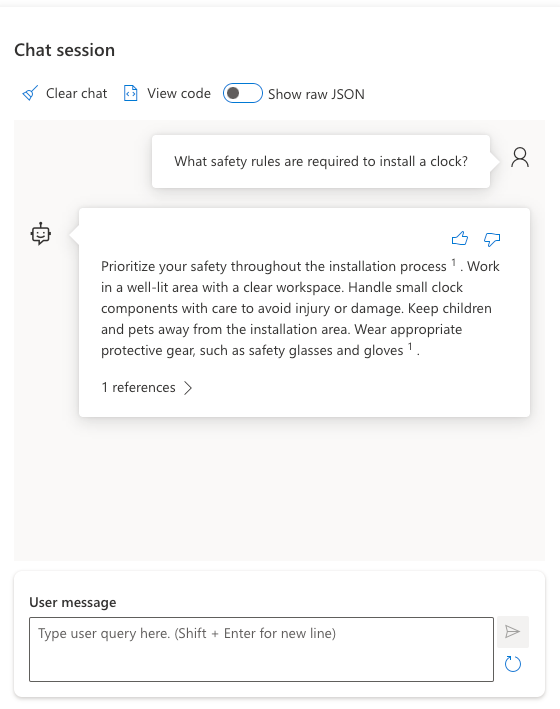 Chat session
Clear chat View code Show raw JSON
What safety rules are required to install a clock?
Prioritize your safety throughout the installation process 1 . Work
in a well-lit area with a clear workspace. Handle small clock
components with care to avoid injury or damage. Keep children
and pets away from the installation area. Wear appropriate
protective gear, such as safety glasses and gloves 1 .
1 references
User message
Type user query here. (Shift + Enter for new line)